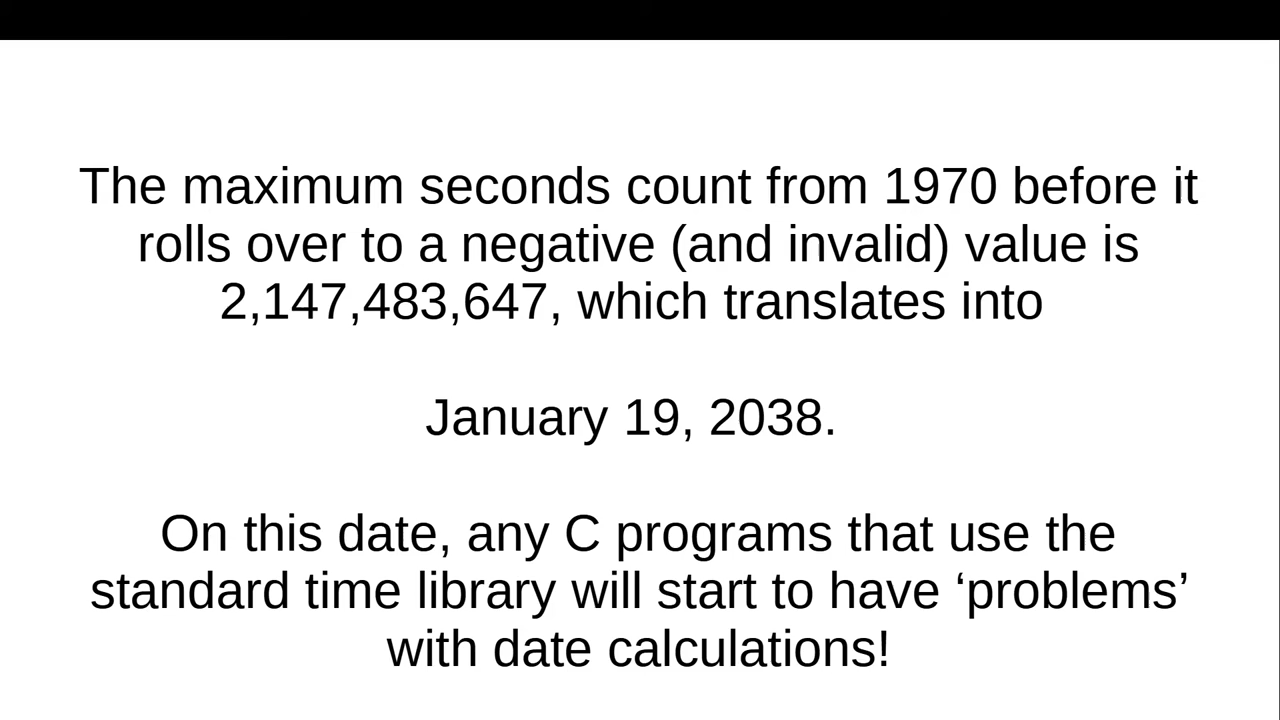 The maximum seconds count from 1970 before it
rolls over to a negative (and invalid) value is
2,147,483,647, which translates into
January 19, 2038.
On this date, any C programs that use the
standard time library will start to have ‘problems’
with date calculations!